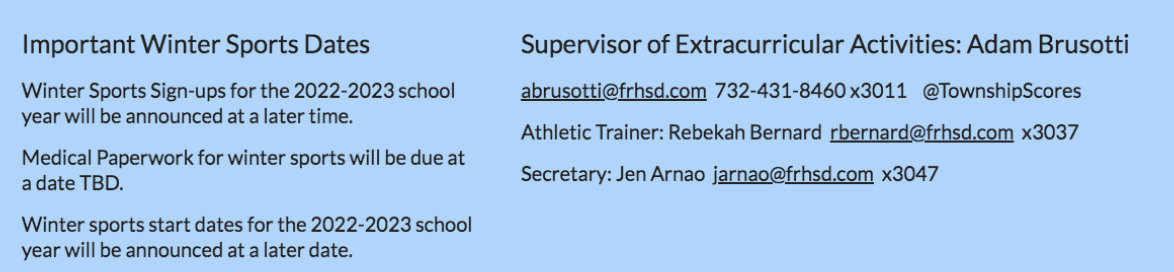 Important Winter Sports Dates
Winter Sports Sign-ups for the 2022-2023 school
year will be announced at a later time.
Medical Paperwork for winter sports will be due at
a date TBD.
Winter sports start dates for the 2022-2023 school
year will be announced at a later date.
Supervisor of Extracurricular Activities: Adam Brusotti
abrusotti@frhsd.com 732-431-8460 x3011 @TownshipScores
Athletic Trainer: Rebekah Bernard rbernard@frhsd.com x3037
Secretary: Jen Arnao jarnao@frhsd.com x3047